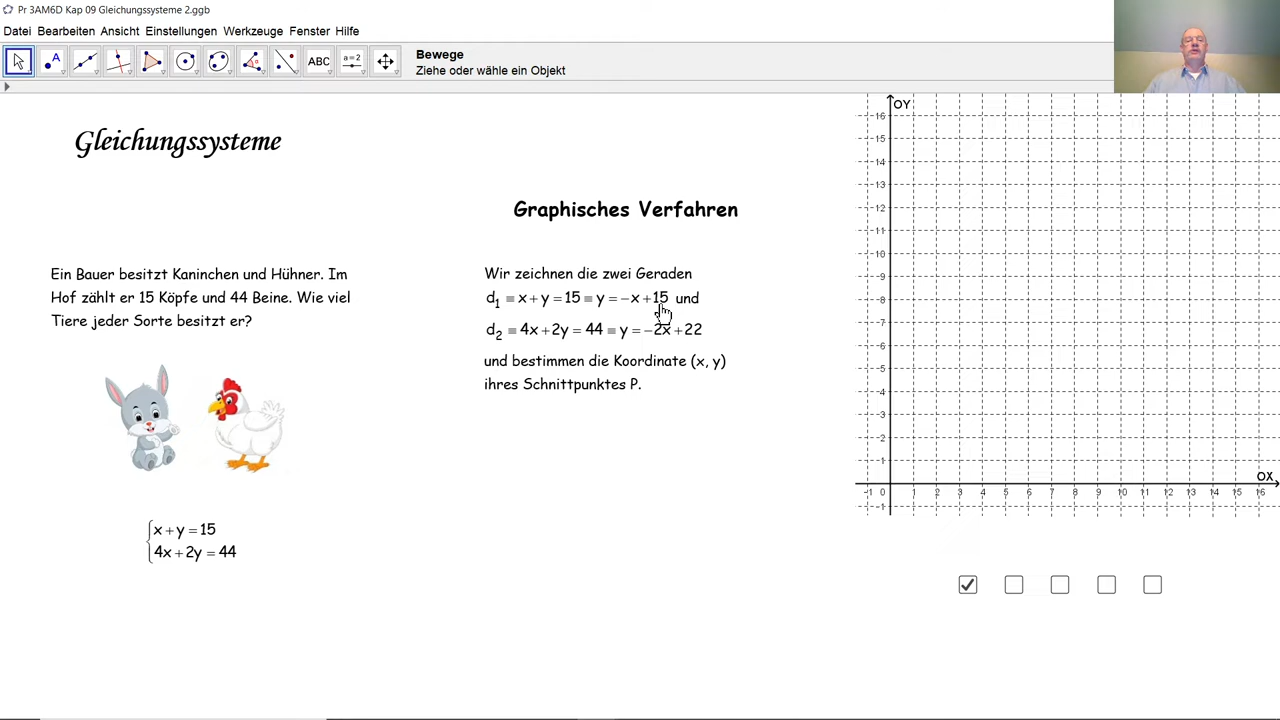 Pr 3AM6D Kap 09 Gleichungssysteme 2.ggb
Datei Bearbeiten Ansicht Einstellungen Werkzeuge Fenster Hilfe
A
ABC
a=2
Bewege
Ziehe oder wähle ein Objekt
Gleichungssysteme
Graphisches Verfahren
Ein Bauer besitzt Kaninchen und Hühner. Im
Hof zählt er 15 Köpfe und 44 Beine. Wie viel
Tiere jeder Sorte besitzt er?
x + y = 15
4x + 2y = 44
Wir zeichnen die zwei Geraden
d₁ ≡ x + y = 15 ≡ y = −x + 15 und
d₂ ≡ 4x + 2y = 44 ≡ y = −2x + 22
und bestimmen die Koordinate (x, y)
ihres Schnittpunktes P.
OY
16
15
14
13
12
11
10
9
8
7
6
5
4
3
2
1
−1
OX
−1 0 1 2 3 4 5 6 7 8 9 10 11 12 13 14 15 16